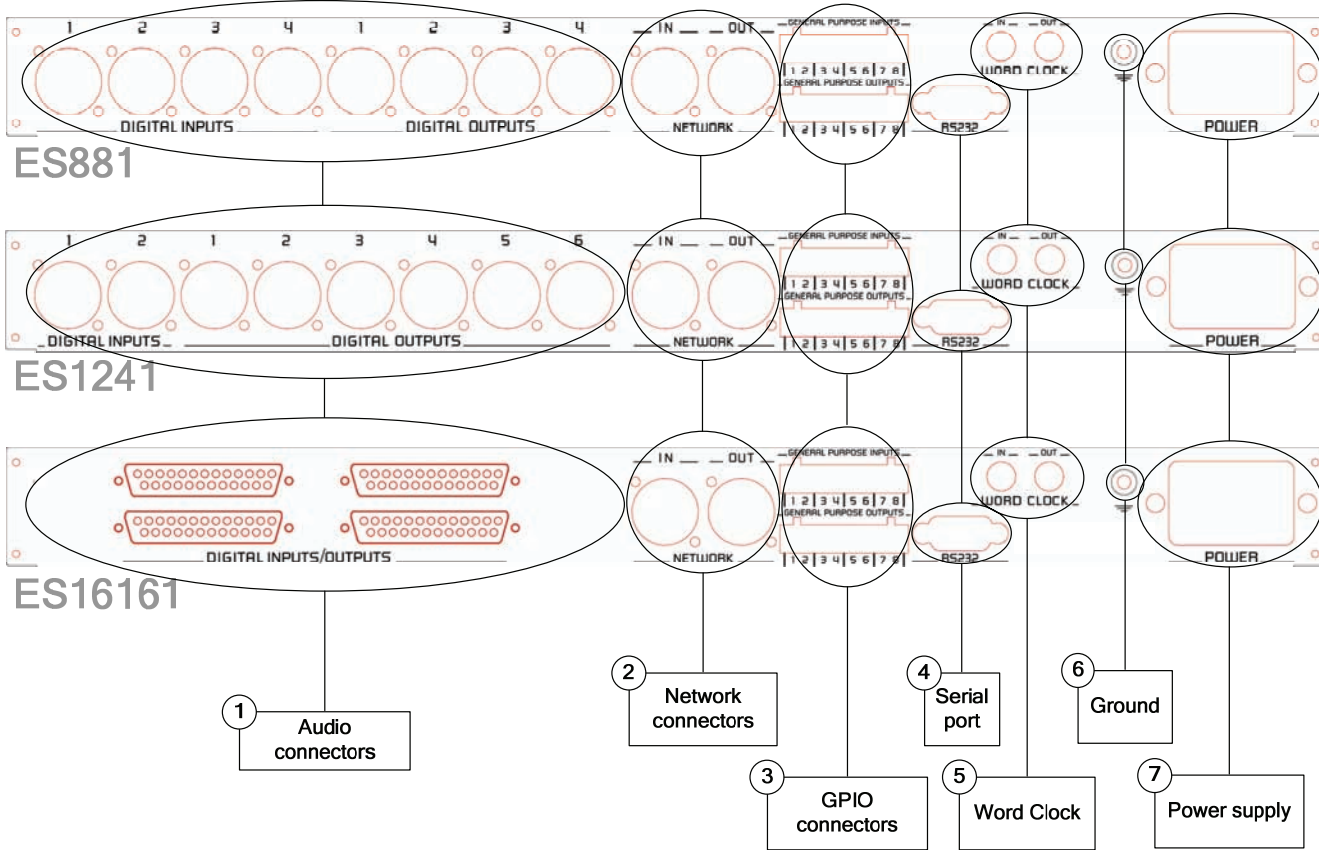 1 2 3 4 1 2 3 4
IN OUT
GENERAL PURPOSE INPUTS
1 2 3 4 5 6 7 8
GENERAL PURPOSE OUTPUTS
1 2 3 4 5 6 7 8
IN OUT
WORD CLOCK
DIGITAL INPUTS DIGITAL OUTPUTS
NETWORK
RS232
POWER
ES881
1 2 1 2 3 4 5 6
IN OUT
GENERAL PURPOSE INPUTS
1 2 3 4 5 6 7 8
GENERAL PURPOSE OUTPUTS
1 2 3 4 5 6 7 8
IN OUT
WORD CLOCK
DIGITAL INPUTS DIGITAL OUTPUTS
NETWORK
RS232
POWER
ES1241
IN OUT
GENERAL PURPOSE INPUTS
1 2 3 4 5 6 7 8
GENERAL PURPOSE OUTPUTS
1 2 3 4 5 6 7 8
IN OUT
WORD CLOCK
DIGITAL INPUTS/OUTPUTS
NETWORK
RS232
POWER
ES16161
1
Audio
connectors
2
Network
connectors
3
GPIO
connectors
4
Serial
port
5
Word Clock
6
Ground
7
Power supply